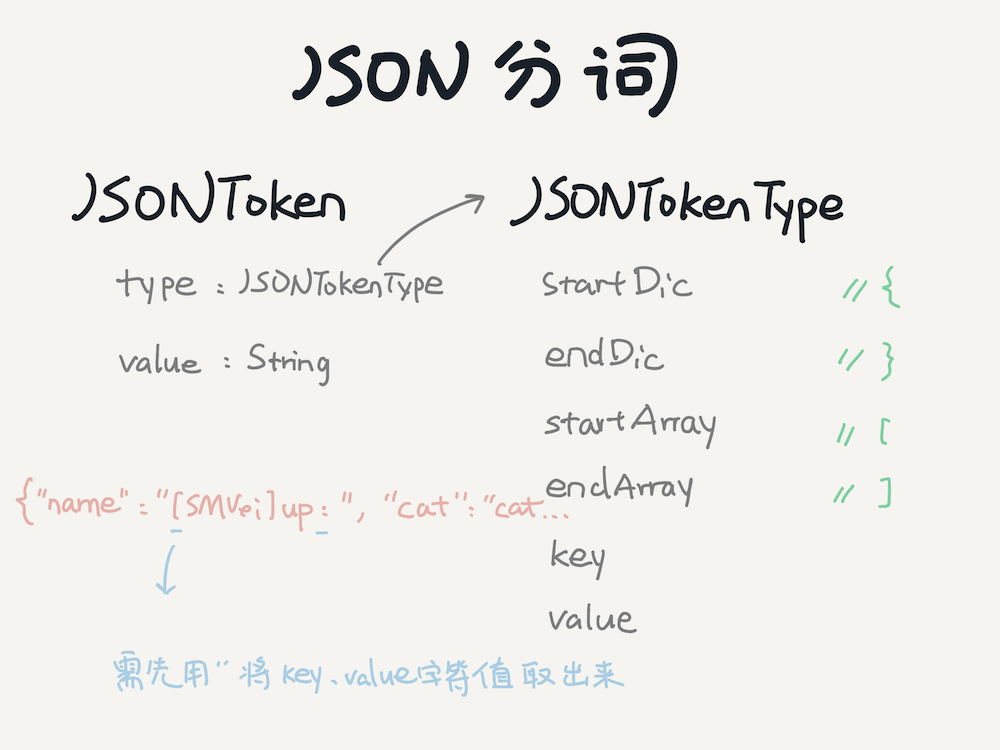 JSON 分词
JSONToken
type : JSONTokenType
value : String
JSONTokenType
startDic // {
endDic // }
startArray // [
endArray // ]
key
value
{"name":"[SMVei]up:", "cat":"cat...
需先用" 将 key、value字符值取出来